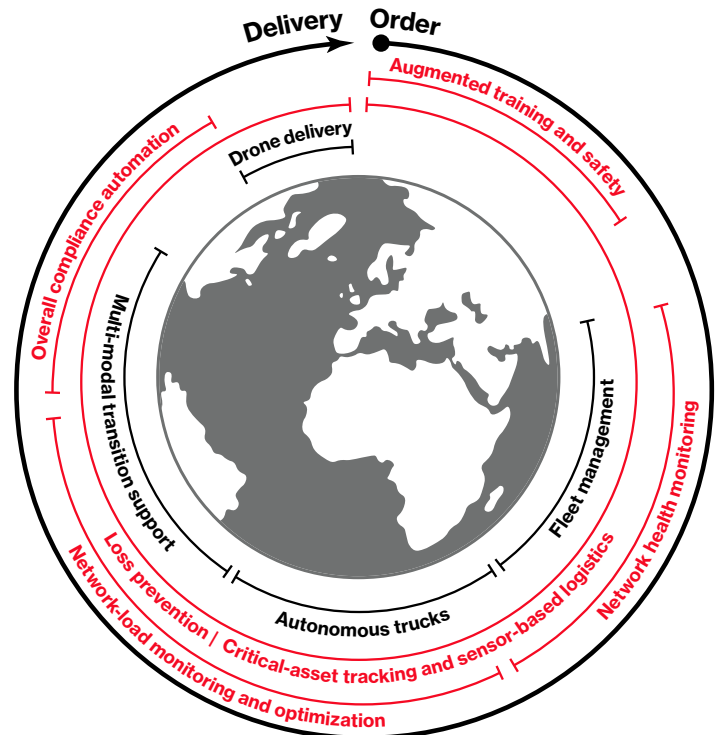 Delivery
Order
Augmented training and safety
Drone delivery
Overall compliance automation
Multi-modal transition support
Fleet management
Network health monitoring
Autonomous trucks
Loss prevention / Critical-asset tracking and sensor-based logistics
Network-load monitoring and optimization